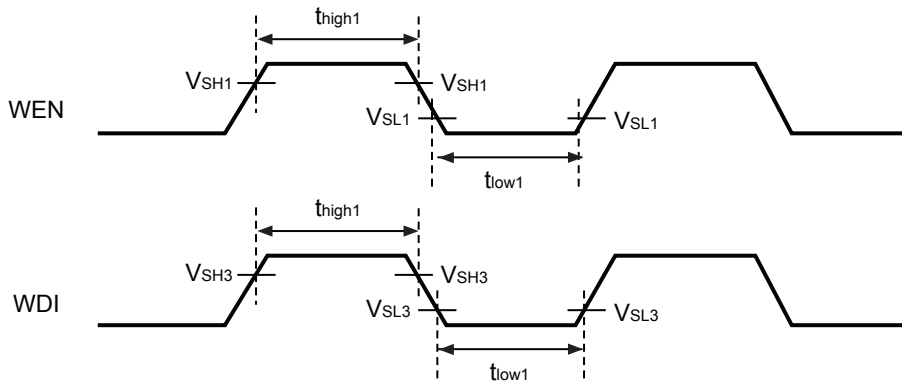 thigh1
VSH1
VSH1
WEN
VSL1
VSL1
tlow1
thigh1
VSH3
VSH3
WDI
VSL3
VSL3
tlow1